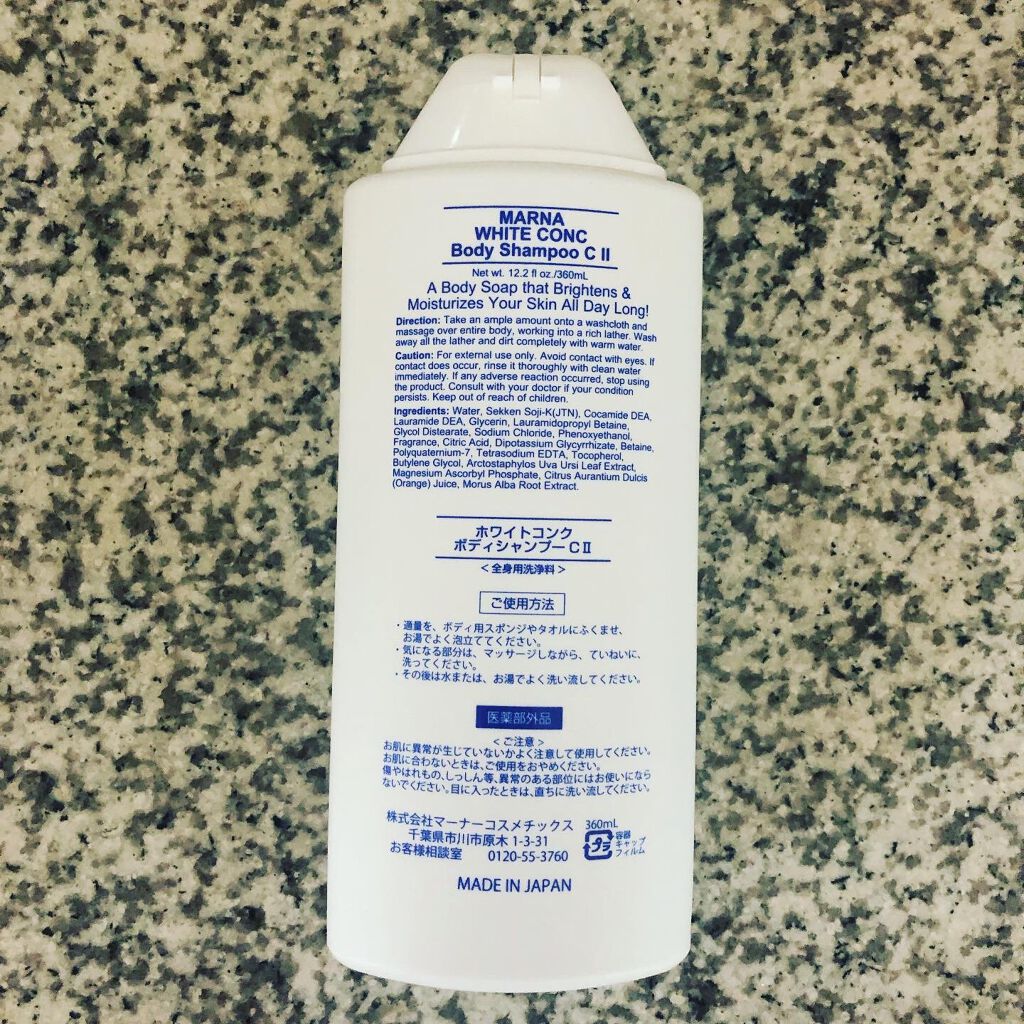 MARNA
WHITE CONC
Body Shampoo C II
Net wt. 12.2 fl oz./360mL
A Body Soap that Brightens &
Moisturizes Your Skin All Day Long!
Direction: Take an ample amount onto a washcloth and
massage over entire body, working into a rich lather. Wash
away all the lather and dirt completely with warm water.
Caution: For external use only. Avoid contact with eyes. If
contact does occur, rinse it thoroughly with clean water
immediately. If any adverse reaction occurred, stop using
the product. Consult with your doctor if your condition
persists. Keep out of reach of children.
Ingredients: Water, Sekken Soji-K(JTN), Cocamide DEA,
Lauramide DEA, Glycerin, Lauramidopropyl Betaine,
Glycol Distearate, Sodium Chloride, Phenoxyethanol,
Fragrance, Citric Acid, Dipotassium Glycyrrhizate, Betaine,
Polyquaternium-7, Tetrasodium EDTA, Tocopherol,
Butylene Glycol, Arctostaphylos Uva Ursi Leaf Extract,
Magnesium Ascorbyl Phosphate, Citrus Aurantium Dulcis
(Orange) Juice, Morus Alba Root Extract.
ホワイトコンク
ボディシャンプーCⅡ
<全身用洗浄料>
ご使用方法
・適量を、ボディ用スポンジやタオルにふくませ、
お湯でよく泡立ててください。
・気になる部分は、マッサージしながら、ていねいに、
洗ってください。
・その後は水または、お湯でよく洗い流してください。
医薬部外品
<ご注意>
お肌に異常が生じていないかよく注意して使用してください。
お肌に合わないときは、ご使用をおやめください。
傷やはれもの、しっしん等、異常のある部位にはお使いになら
ないでください。目に入ったときは、直ちに洗い流してください。
株式会社マーナーコスメチックス
千葉県市川市原木 1-3-31
お客様相談室 0120-55-3760
360mL
プラ
容器
キャップ
フィルム
MADE IN JAPAN